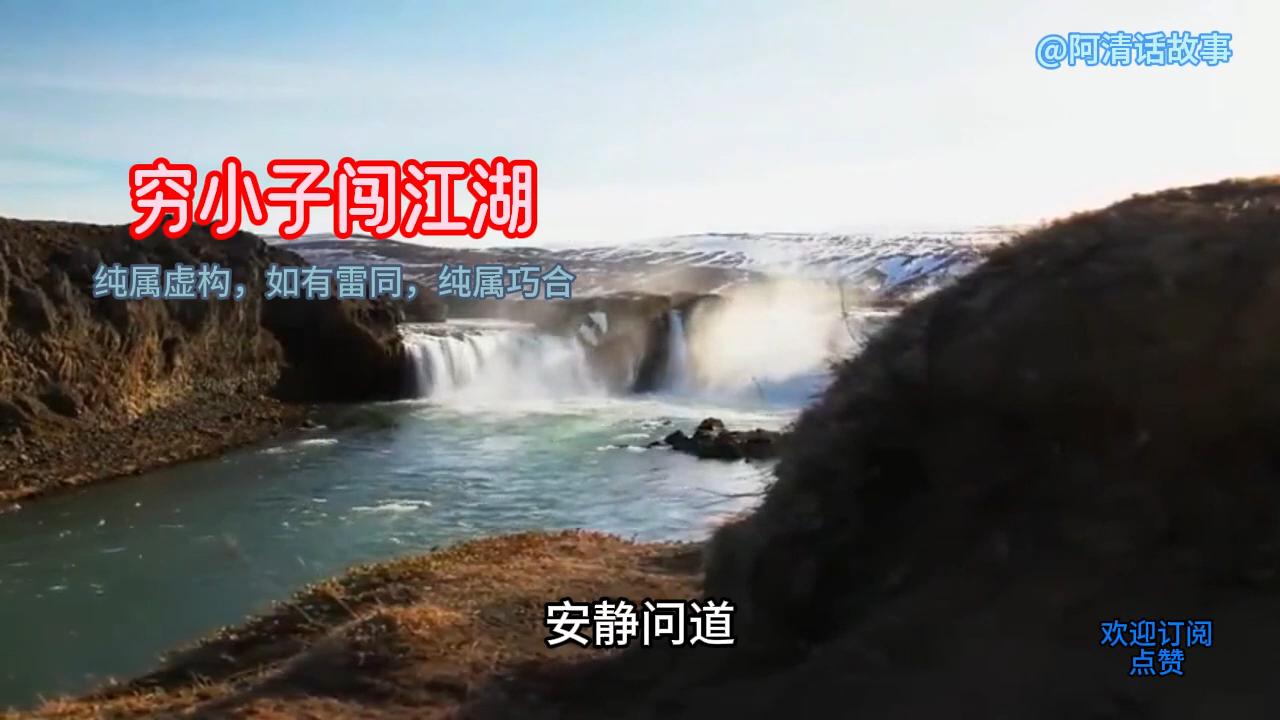 @阿清话故事
穷小子闯江湖
纯属虚构，如有雷同，纯属巧合
安静问道
欢迎订阅
点赞